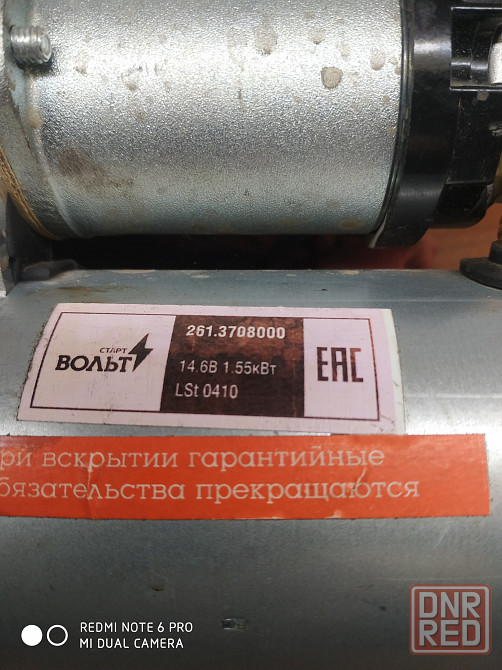 СТАРТ
ВОЛЬТ
261.3708000
14.6В 1.55кВт
LSt 0410
EAC
ри вскрытии гарантийные
бязательства прекращаются
REDMI NOTE 6 PRO
MI DUAL CAMERA
DNR
RED